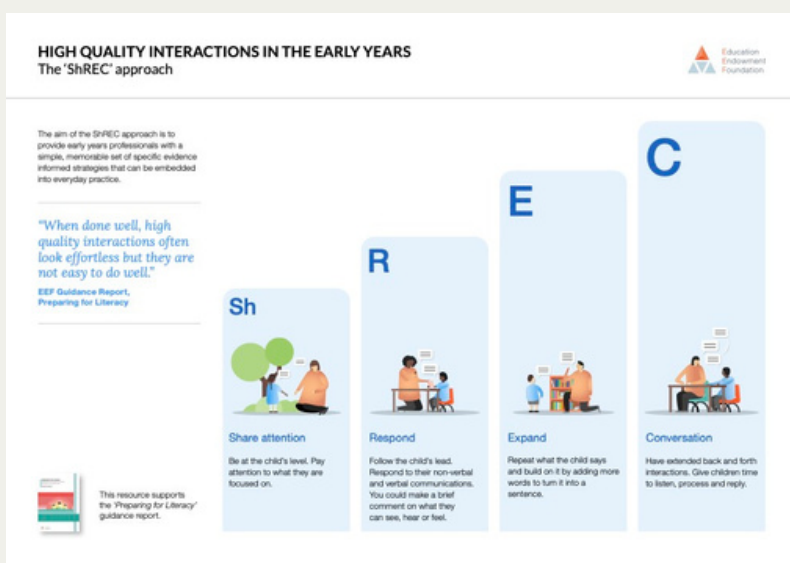 HIGH QUALITY INTERACTIONS IN THE EARLY YEARS
The ‘ShREC’ approach
Education
Endowment
Foundation
The aim of the ShREC approach is to
provide early years professionals with a
simple, memorable set of specific evidence
informed strategies that can be embedded
into everyday practice.
“When done well, high
quality interactions often
look effortless but they are
not easy to do well.”
EEF Guidance Report,
Preparing for Literacy
This resource supports
the ‘Preparing for Literacy’
guidance report.
Sh
Share attention
Be at the child’s level. Pay
attention to what they are
focused on.
R
Respond
Follow the child’s lead.
Respond to their non-verbal
and verbal communications.
You could make a brief
comment on what they
can see, hear or feel.
E
Expand
Repeat what the child says
and build on it by adding more
words to turn it into a
sentence.
C
Conversation
Have extended back and forth
interactions. Give children time
to listen, process and reply.